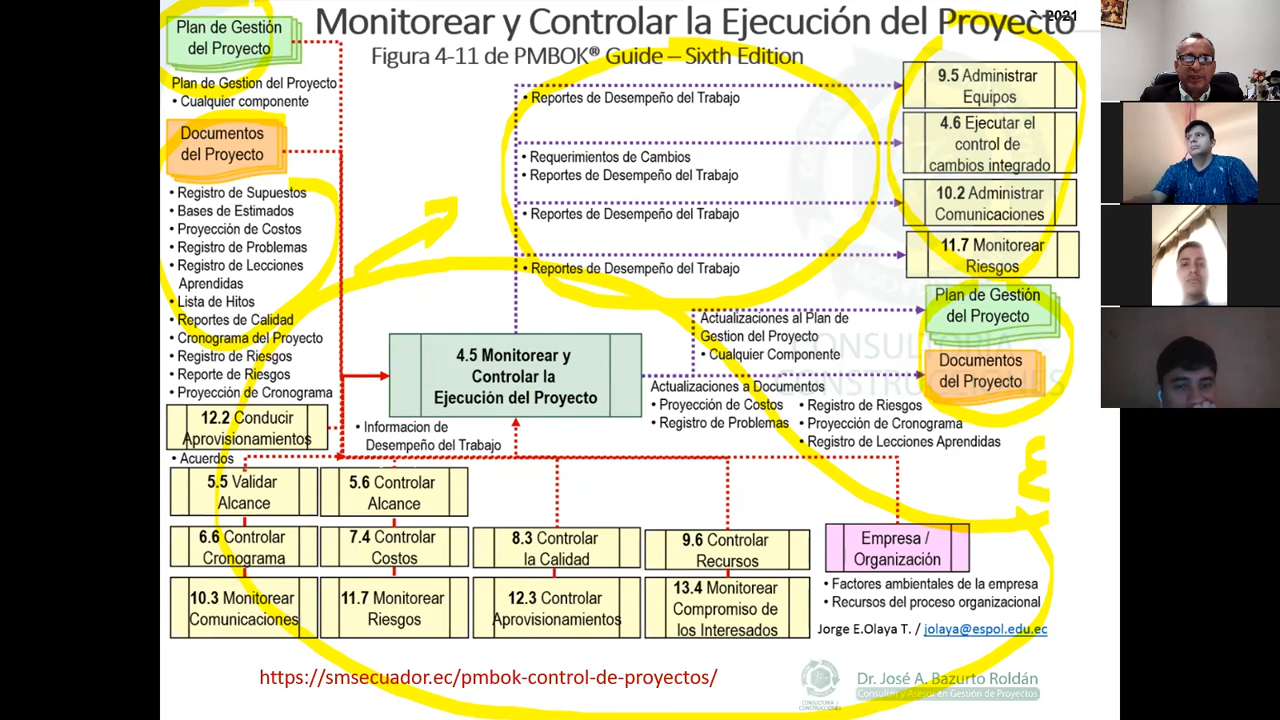 Monitorear y Controlar la Ejecución del Proyecto
2021
Figura 4-11 de PMBOK® Guide – Sixth Edition
Plan de Gestión
del Proyecto
Plan de Gestion del Proyecto
• Cualquier componente
Documentos
del Proyecto
• Registro de Supuestos
• Bases de Estimados
• Proyección de Costos
• Registro de Problemas
• Registro de Lecciones
Aprendidas
• Lista de Hitos
• Reportes de Calidad
• Cronograma del Proyecto
• Registro de Riesgos
• Reporte de Riesgos
• Proyección de Cronograma
12.2 Conducir
Aprovisionamientos
• Acuerdos
• Reportes de Desempeño del Trabajo
• Requerimientos de Cambios
• Reportes de Desempeño del Trabajo
• Reportes de Desempeño del Trabajo
• Reportes de Desempeño del Trabajo
9.5 Administrar
Equipos
4.6 Ejecutar el
control de
cambios integrado
10.2 Administrar
Comunicaciones
11.7 Monitorear
Riesgos
Plan de Gestión
del Proyecto
Documentos
del Proyecto
4.5 Monitorear y
Controlar la
Ejecución del Proyecto
Actualizaciones al Plan de
Gestion del Proyecto
• Cualquier Componente
Actualizaciones a Documentos
• Proyección de Costos
• Registro de Problemas
• Registro de Riesgos
• Proyección de Cronograma
• Registro de Lecciones Aprendidas
• Informacion de
Desempeño del Trabajo
5.5 Validar
Alcance
5.6 Controlar
Alcance
6.6 Controlar
Cronograma
7.4 Controlar
Costos
8.3 Controlar
la Calidad
9.6 Controlar
Recursos
10.3 Monitorear
Comunicaciones
11.7 Monitorear
Riesgos
12.3 Controlar
Aprovisionamientos
13.4 Monitorear
Compromiso de
los Interesados
Empresa /
Organización
• Factores ambientales de la empresa
• Recursos del proceso organizacional
Jorge E.Olaya T. / jolaya@espol.edu.ec
https://smsecuador.ec/pmbok-control-de-proyectos/
CONSULTORIA Y
CONSTRUCCIONES
Dr. José A. Bazurto Roldán
Consultor y Asesor en Gestión de Proyectos